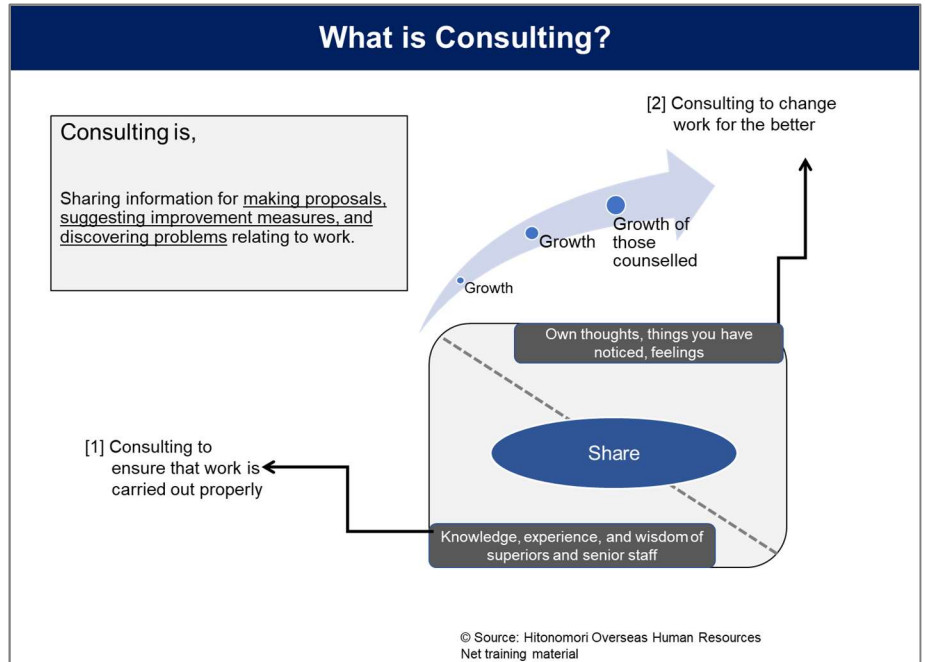 What is Consulting?
Consulting is,
Sharing information for making proposals,
suggesting improvement measures, and
discovering problems relating to work.
[2] Consulting to change
work for the better
Growth of
those
counselled
Growth
Growth
Own thoughts, things you have
noticed, feelings
Share
[1] Consulting to
ensure that work is
carried out properly
Knowledge, experience, and wisdom of
superiors and senior staff
© Source: Hitonomori Overseas Human Resources
Net training material